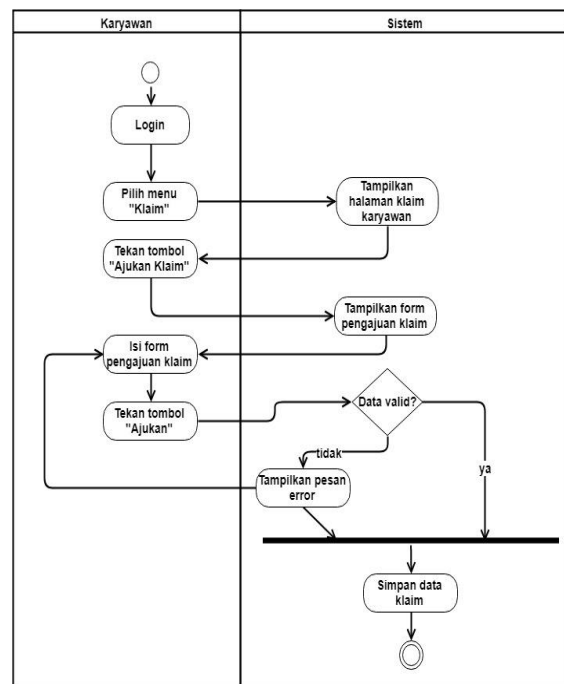 Karyawan
Sistem
Login
Pilih menu
"Klaim"
Tampilkan
halaman klaim
karyawan
Tekan tombol
"Ajukan Klaim"
Tampilkan form
pengajuan klaim
Isi form
pengajuan klaim
Tekan tombol
"Ajukan"
Data valid?
tidak
ya
Tampilkan pesan
error
Simpan data
klaim